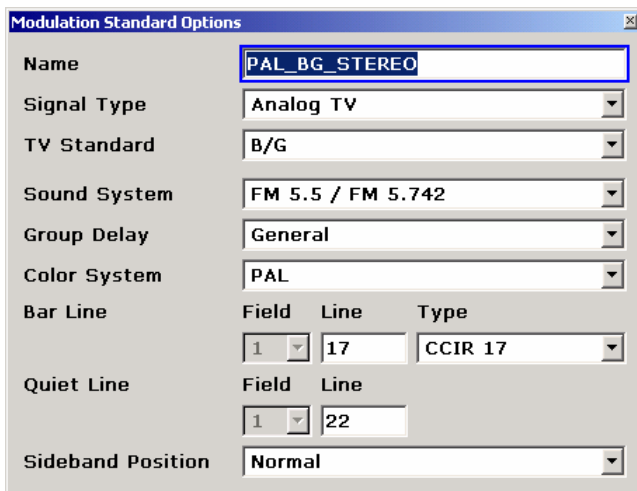 Modulation Standard Options
Name PAL_BG_STEREO
Signal Type Analog TV
TV Standard B/G
Sound System FM 5.5 / FM 5.742
Group Delay General
Color System PAL
Bar Line Field Line Type
1 17 CCIR 17
Quiet Line Field Line
1 22
Sideband Position Normal